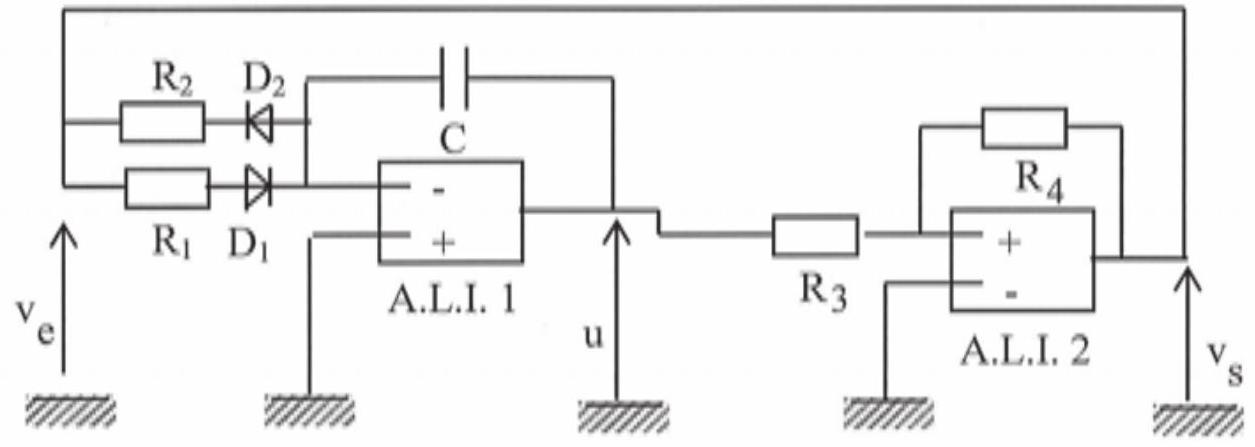 R2 D2
C
R1 D1
-
+
A.L.I. 1
R3
R4
+
-
A.L.I. 2
ve
u
vs